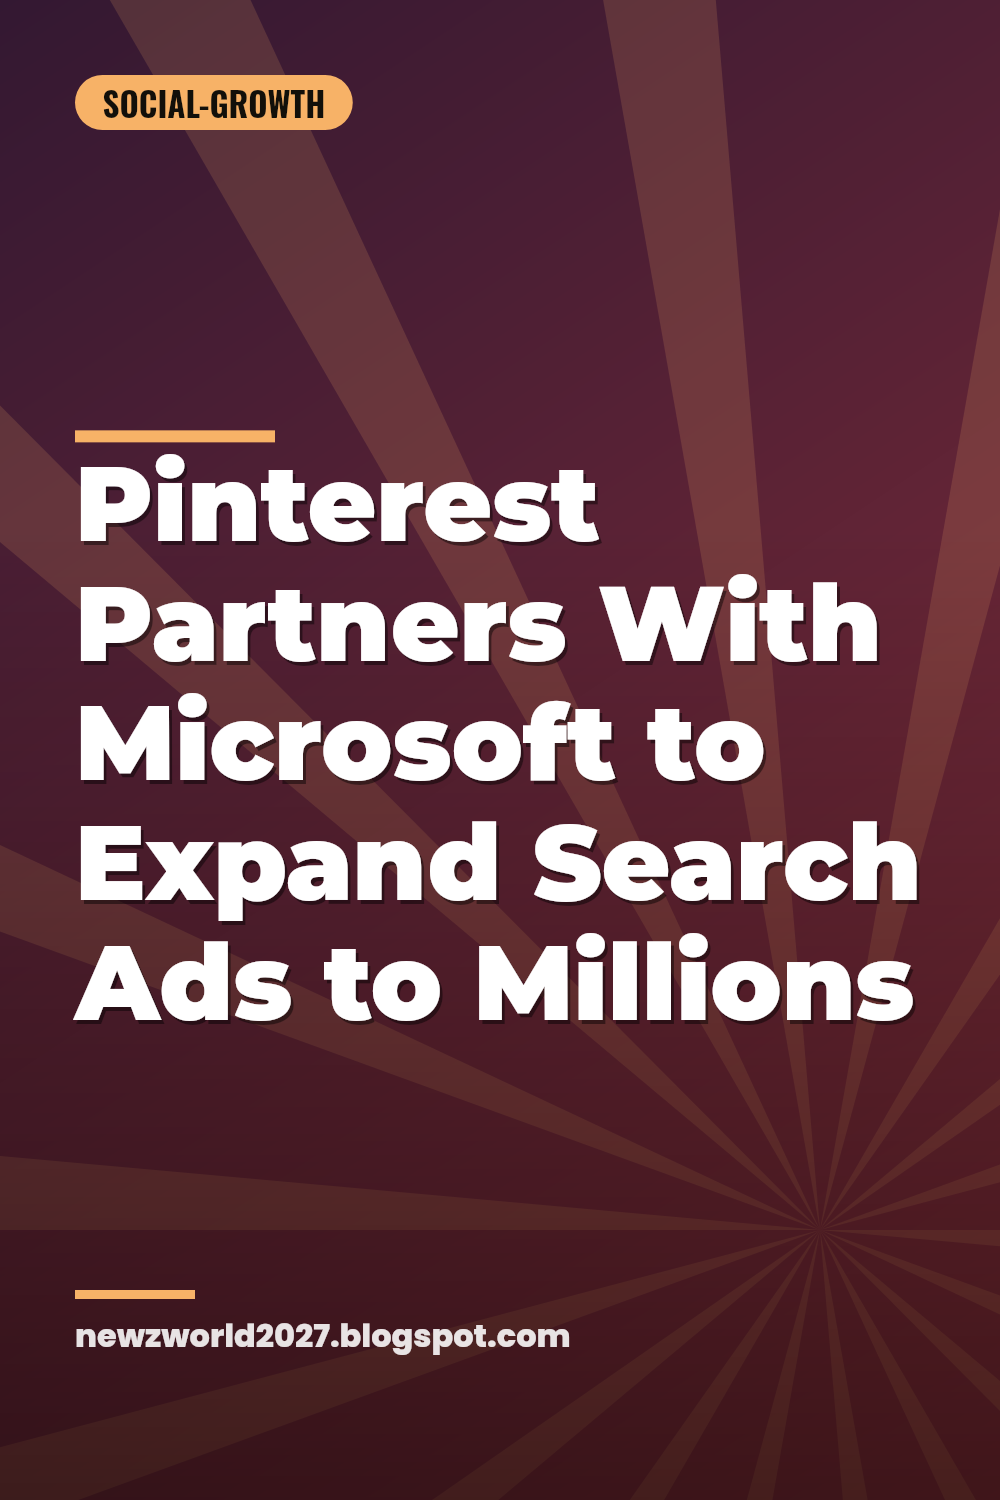 SOCIAL-GROWTH
Pinterest
Partners With
Microsoft to
Expand Search
Ads to Millions
newzworld2027.blogspot.com